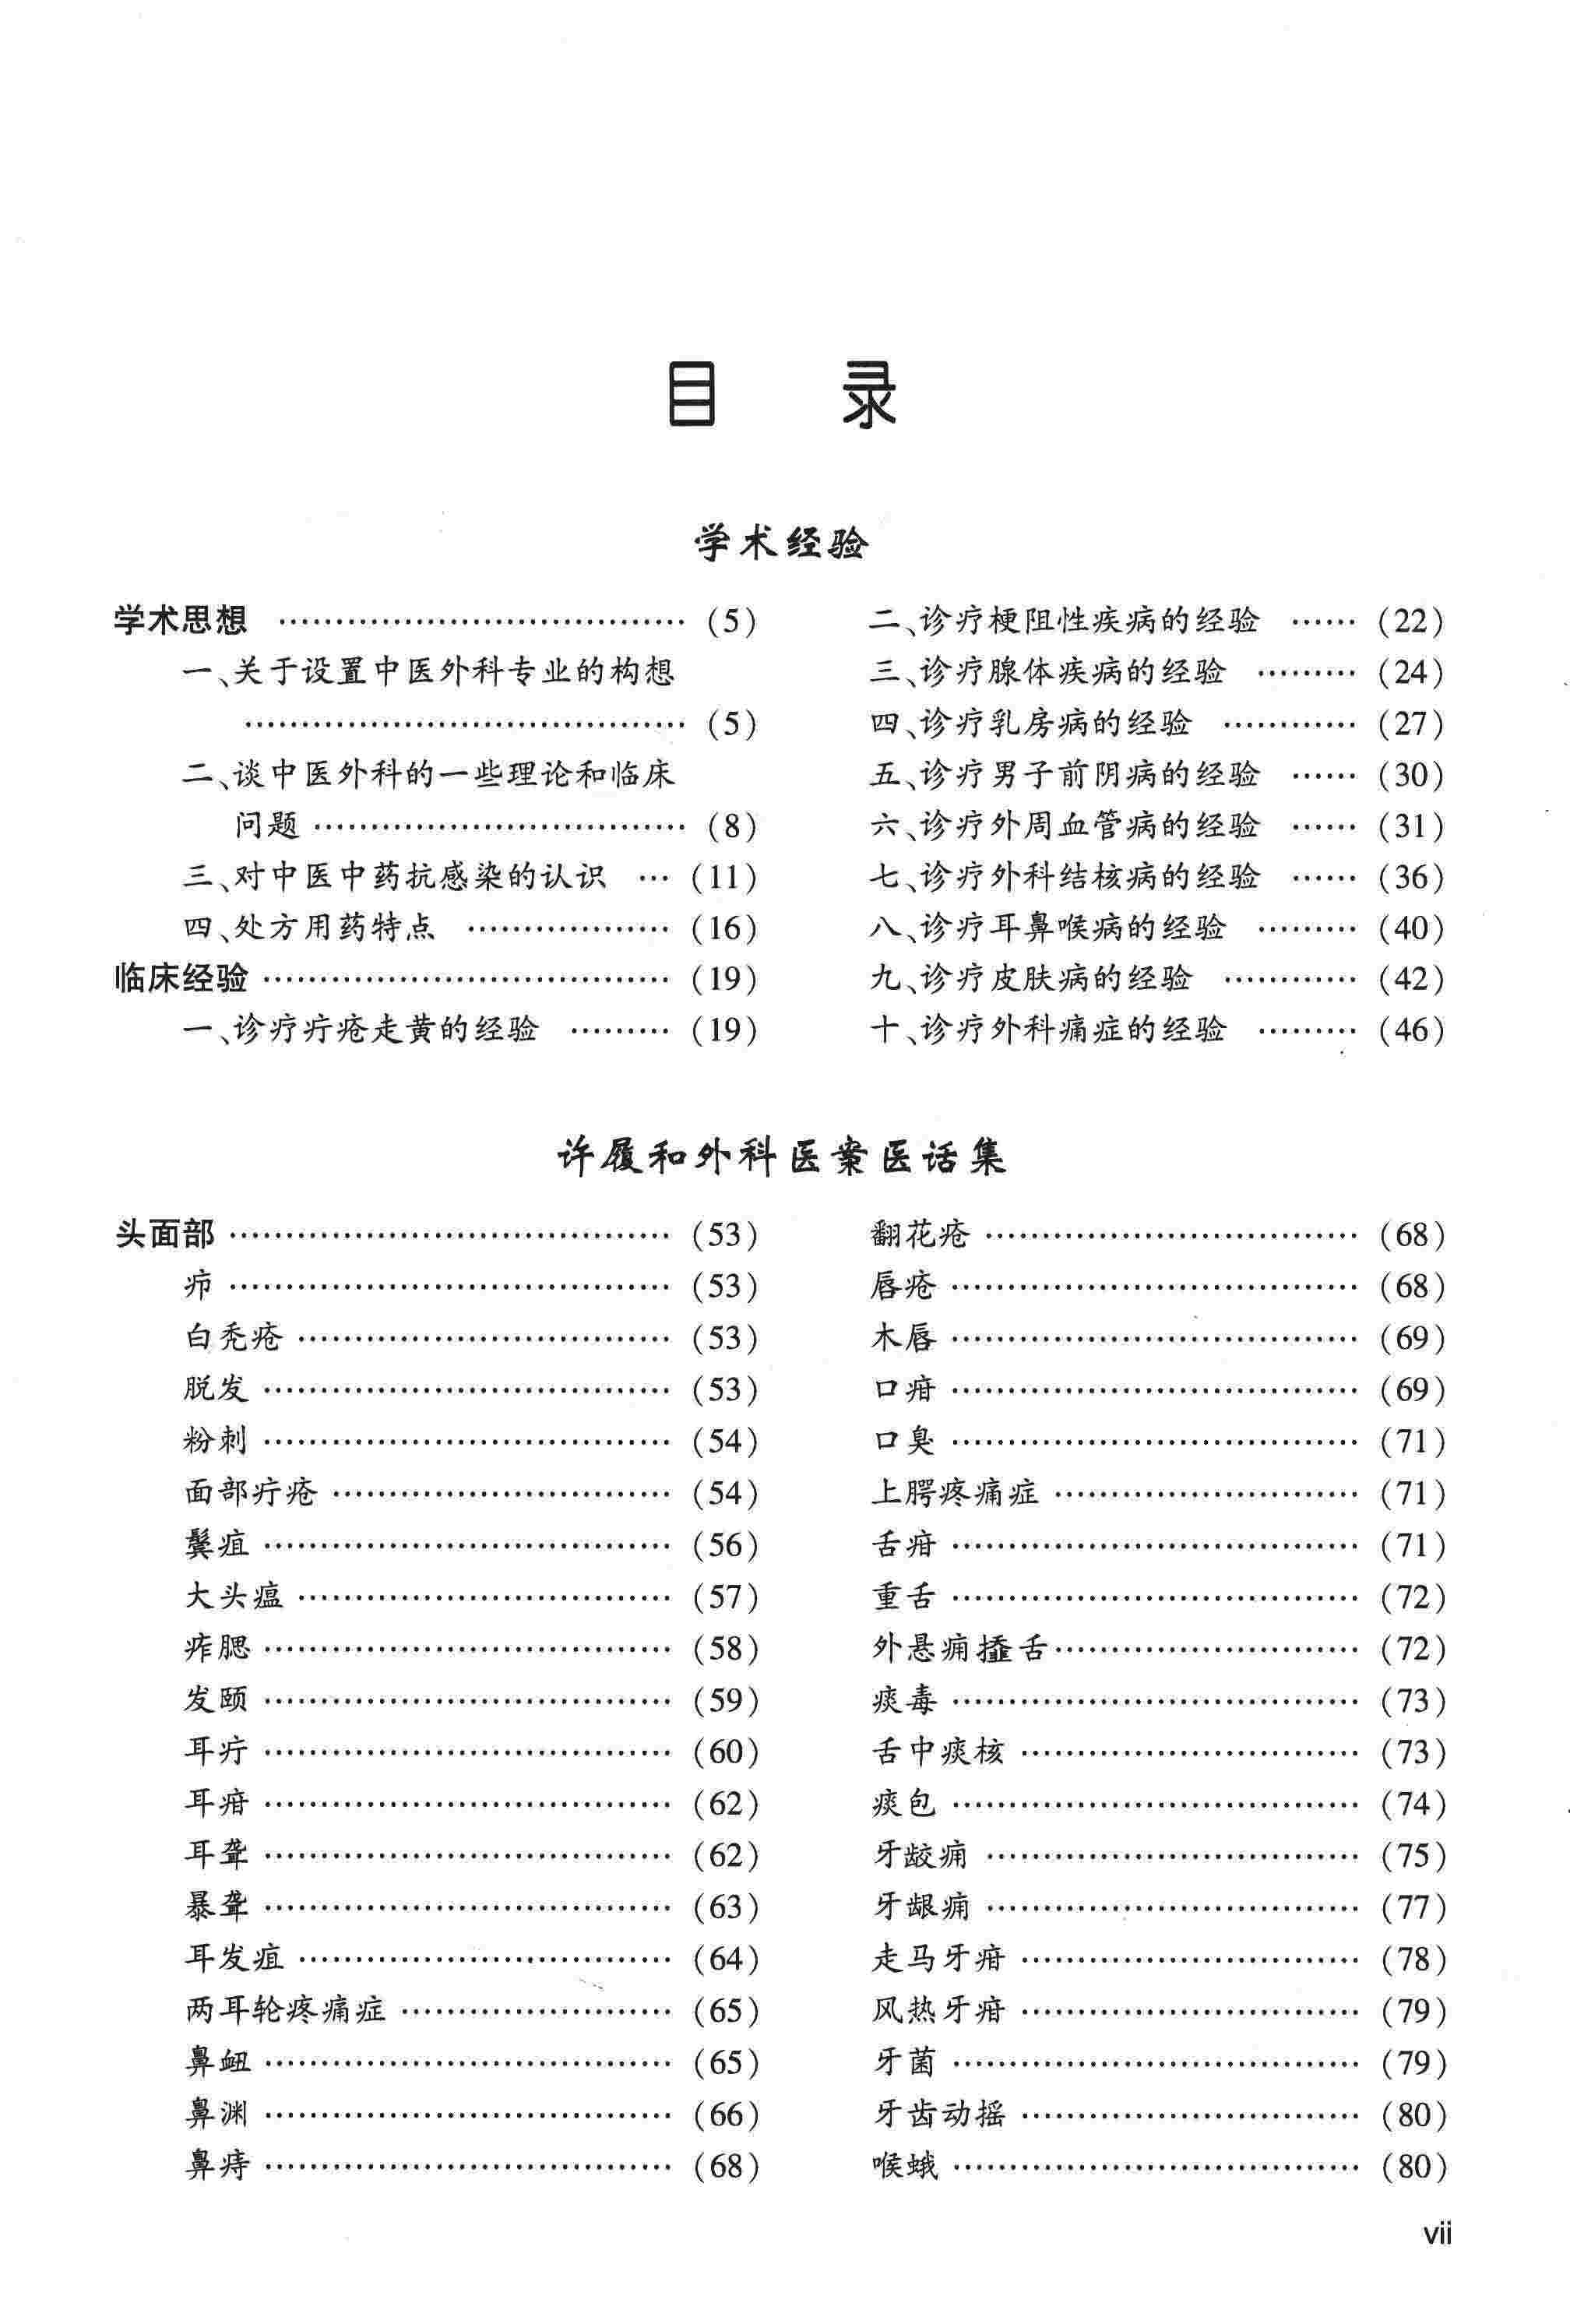 目 录
学术经验
学术思想 ……………………………… (5)
一、关于设置中医外科专业的构想
………………………………… (5)
二、谈中医外科的一些理论和临床
问题 …………………………… (8)
三、对中医中药抗感染的认识 … (11)
四、处方用药特点 ……………… (16)
临床经验 ……………………………… (19)
一、诊疗疔疮走黄的经验 ……… (19)
二、诊疗梗阻性疾病的经验 …… (22)
三、诊疗腺体疾病的经验 ……… (24)
四、诊疗乳房病的经验 ………… (27)
五、诊疗男子前阴病的经验 …… (30)
六、诊疗外周血管病的经验 …… (31)
七、诊疗外科结核病的经验 …… (36)
八、诊疗耳鼻喉病的经验 ……… (40)
九、诊疗皮肤病的经验 ………… (42)
十、诊疗外科痛症的经验 ……… (46)
许履和外科医案医话集
头面部 ………………………………… (53)
疖 ………………………………… (53)
白秃疮 …………………………… (53)
脱发 ……………………………… (53)
粉刺 ……………………………… (54)
面部疔疮 ………………………… (54)
鬓疽 ……………………………… (56)
大头瘟 …………………………… (57)
痄腮 ……………………………… (58)
发颐 ……………………………… (59)
耳疔 ……………………………… (60)
耳疳 ……………………………… (62)
耳聋 ……………………………… (62)
暴聋 ……………………………… (63)
耳发疽 …………………………… (64)
两耳轮疼痛症 …………………… (65)
鼻衄 ……………………………… (65)
鼻渊 ……………………………… (66)
鼻痔 ……………………………… (68)
翻花疮 …………………………… (68)
唇疮 ……………………………… (68)
木唇 ……………………………… (69)
口疳 ……………………………… (69)
口臭 ……………………………… (71)
上腭疼痛症 ……………………… (71)
舌疳 ……………………………… (71)
重舌 ……………………………… (72)
外悬痈舌 ……………………… (72)
痰毒 ……………………………… (73)
舌中痰核 ………………………… (73)
痰包 ……………………………… (74)
牙龁痈 …………………………… (75)
牙龈痈 …………………………… (77)
走马牙疳 ………………………… (78)
风热牙疳 ………………………… (79)
牙菌 ……………………………… (79)
牙齿动摇 ………………………… (80)
喉蛾 ……………………………… (80)
vii